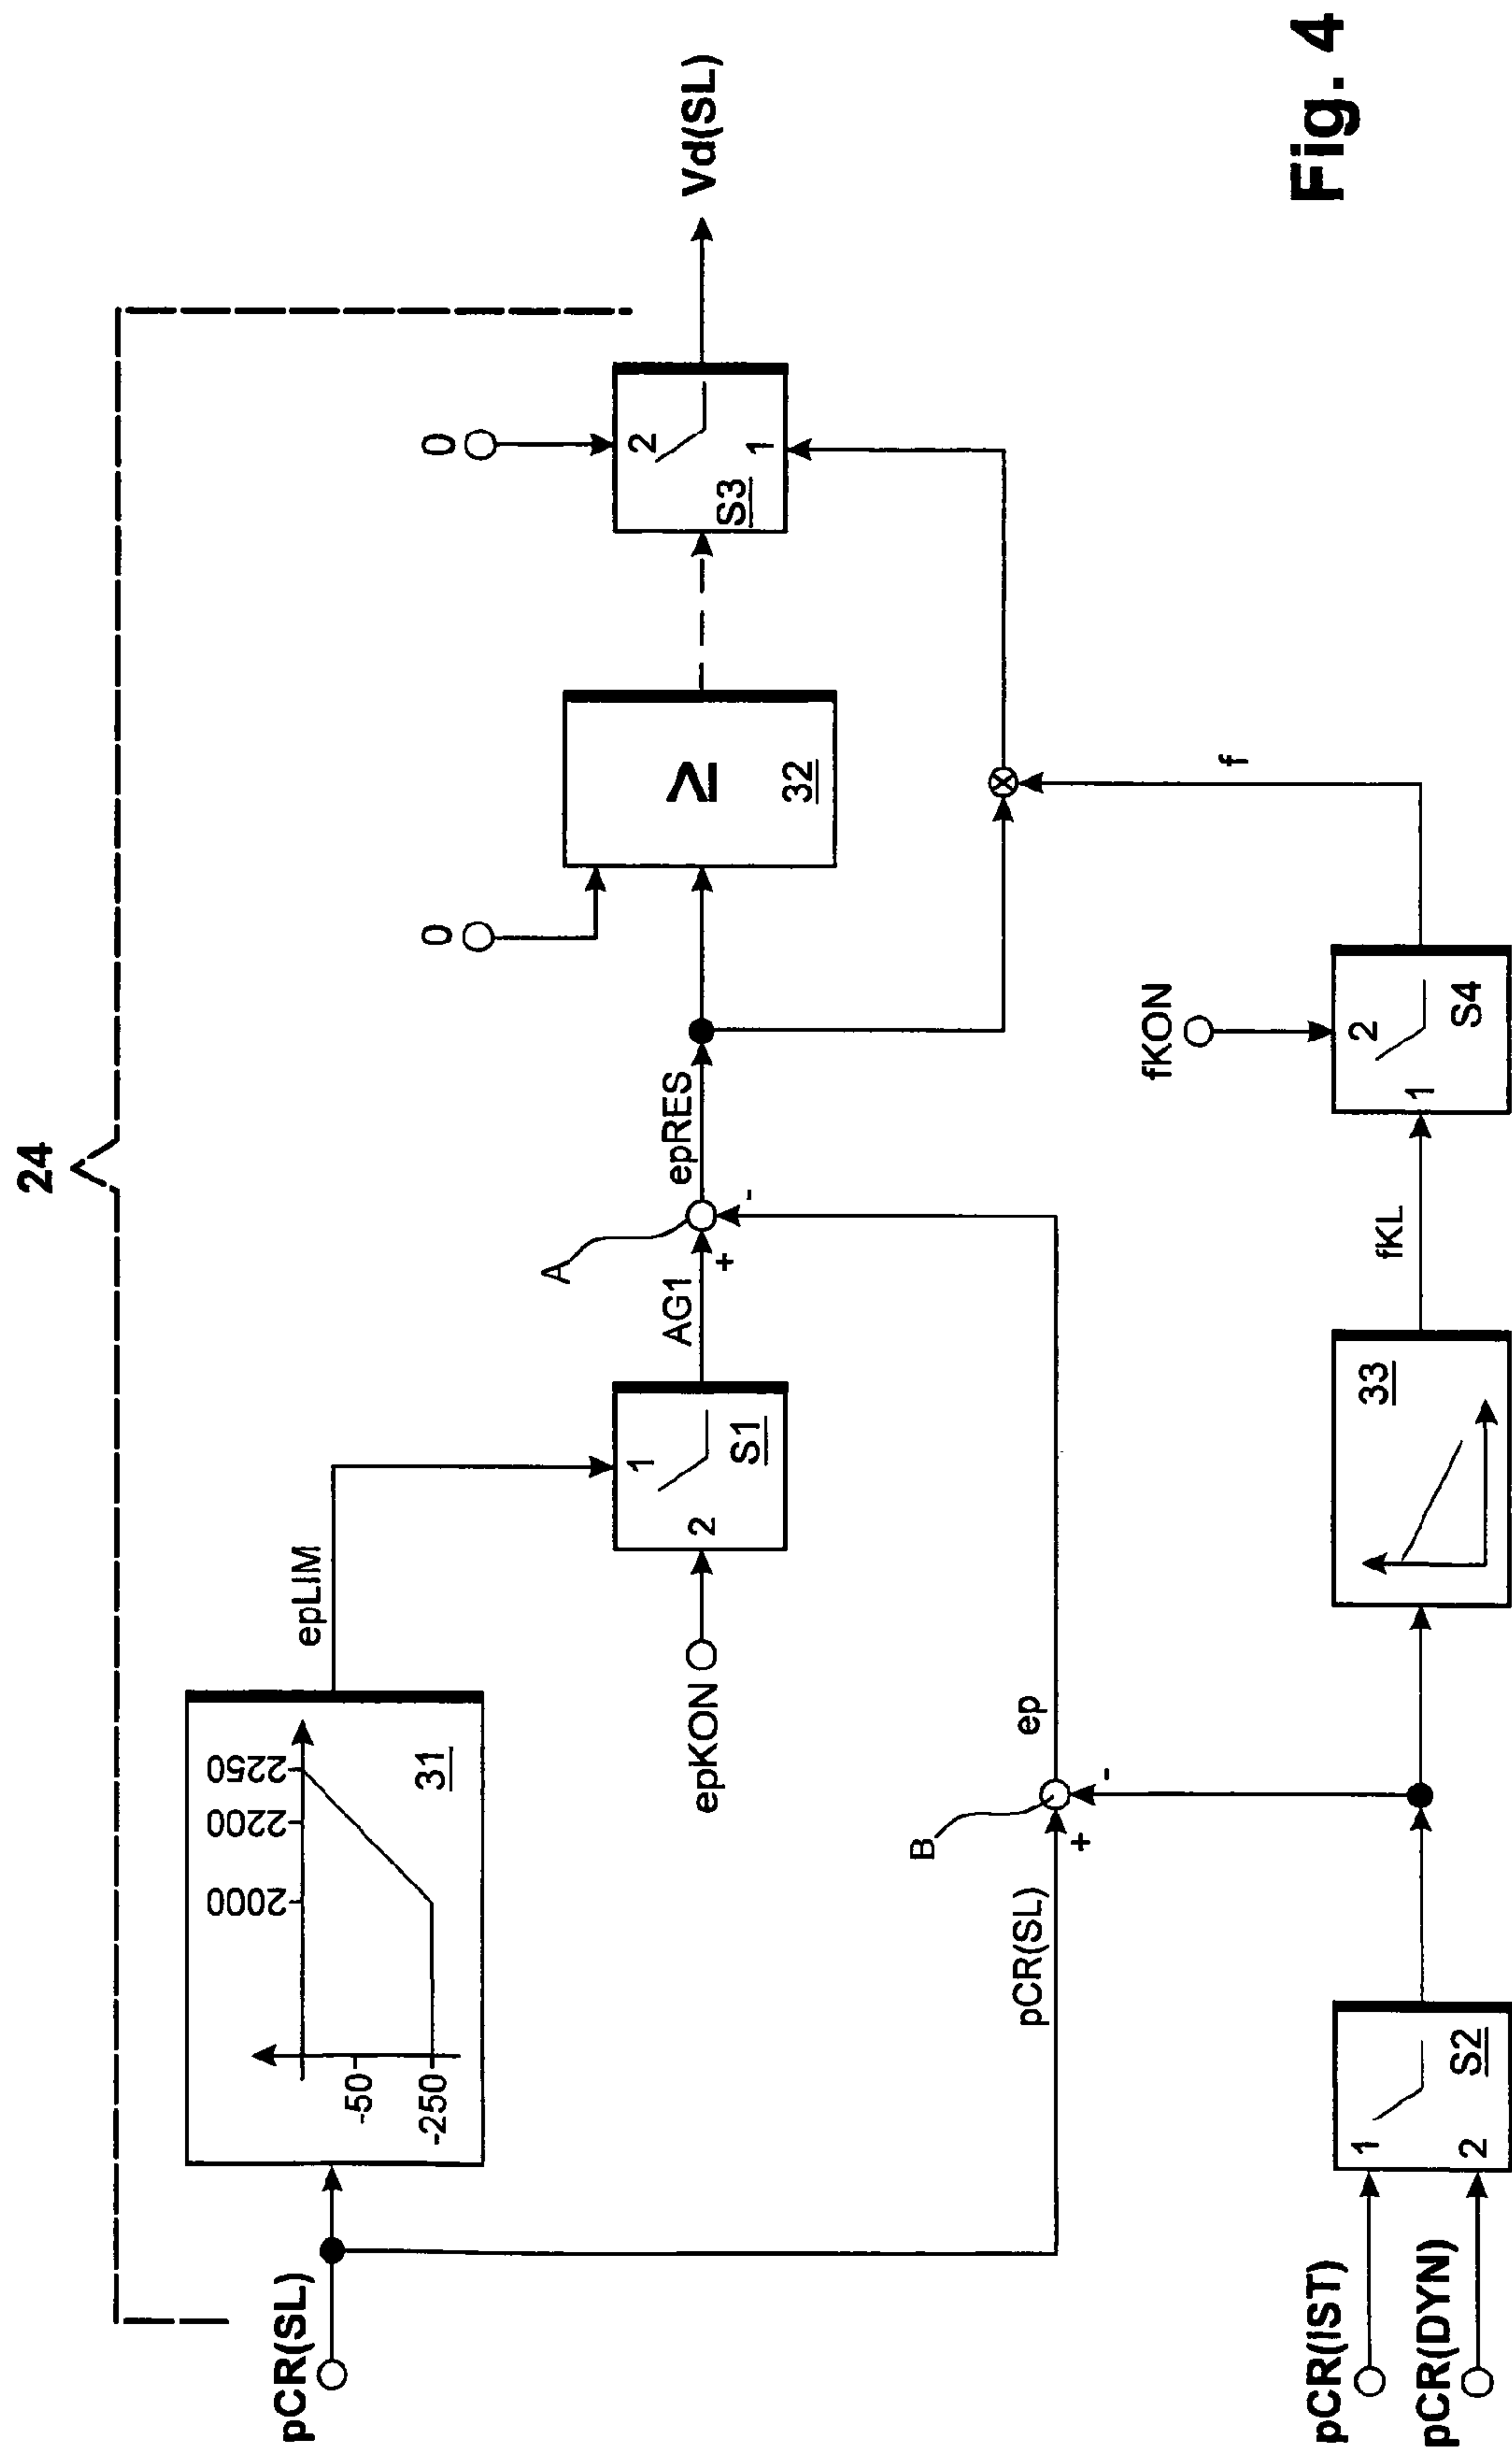 24
pCR(SL)
2000
2200
2250
-50
-250
31
epLIM
epKON
1
2
S1
AG1
+
-
A
epRES
0
≥
32
0
2
1
S3
Vd(SL)
pCR(SL)
B
+
-
ep
f
pCR(IST)
pCR(DYN)
1
2
S2
33
fKL
fKON
2
1
S4
Fig. 4